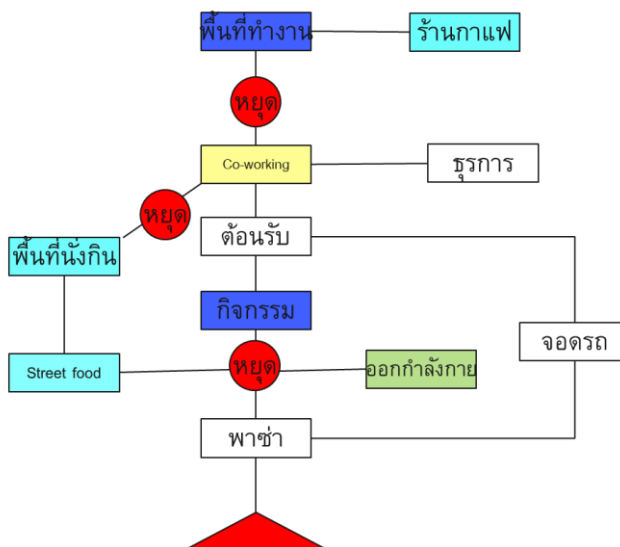 พื้นที่ทำงาน
ร้านกาแฟ
หยุด
Co-working
ธุรการ
หยุด
ต้อนรับ
พื้นที่นั่งกิน
กิจกรรม
จอดรถ
Street food
หยุด
ออกกำลังกาย
พาซ่า